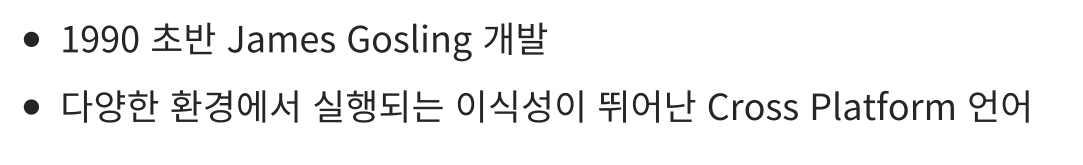 • 1990 초반 James Gosling 개발
• 다양한 환경에서 실행되는 이식성이 뛰어난 Cross Platform 언어